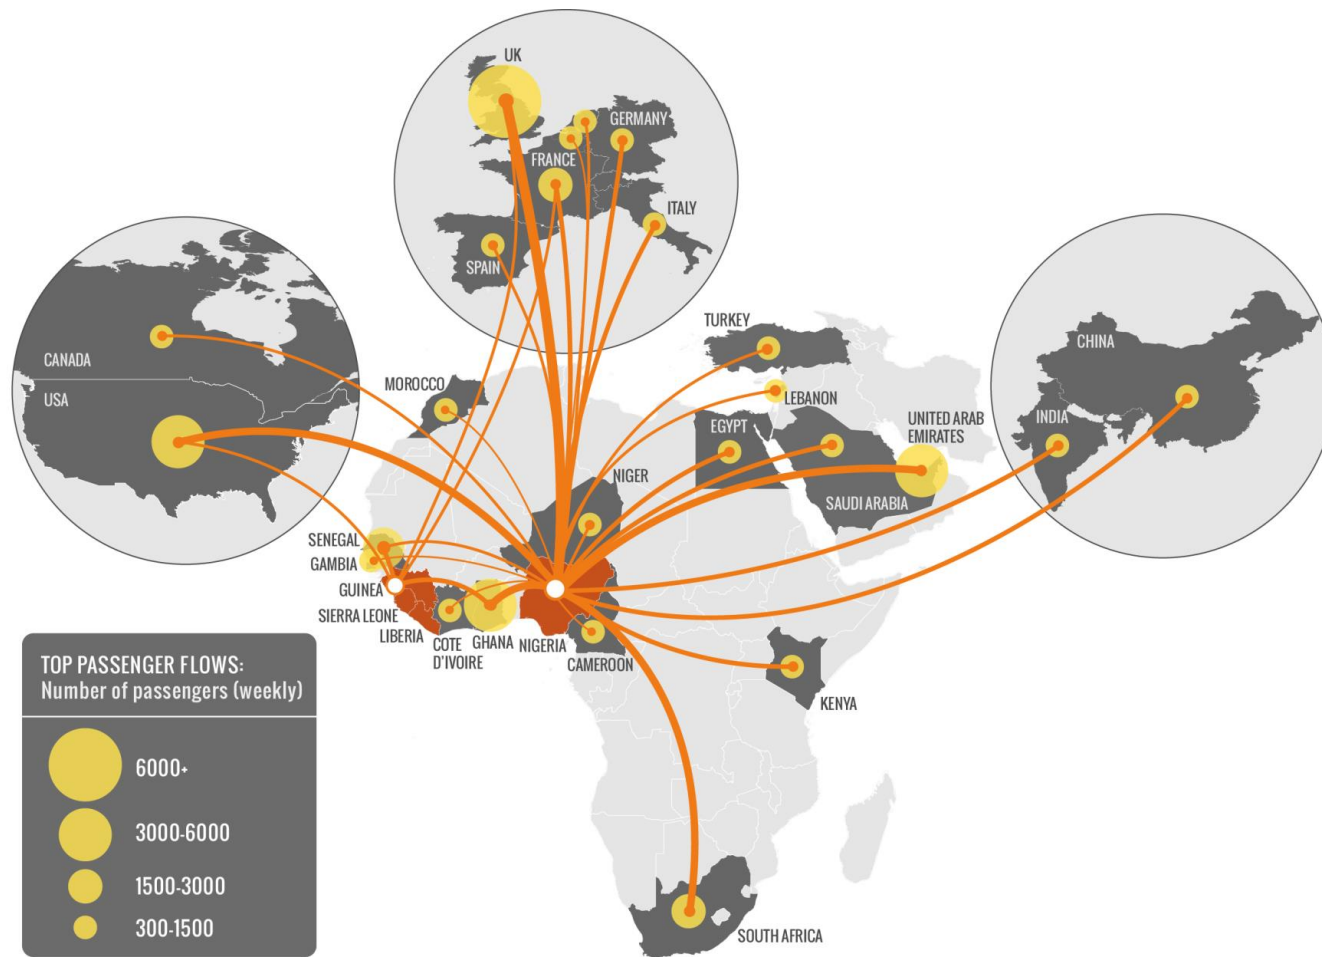 UK
GERMANY
FRANCE
ITALY
SPAIN
CANADA
USA
TURKEY
MOROCCO
LEBANON
EGYPT
UNITED ARAB
EMIRATES
CHINA
INDIA
NIGER
SAUDI ARABIA
SENEGAL
GAMBIA
GUINEA
SIERRA LEONE
LIBERIA
COTE
D'IVOIRE
GHANA
NIGERIA
CAMEROON
KENYA
SOUTH AFRICA
TOP PASSENGER FLOWS:
Number of passengers (weekly)
6000+
3000-6000
1500-3000
300-1500